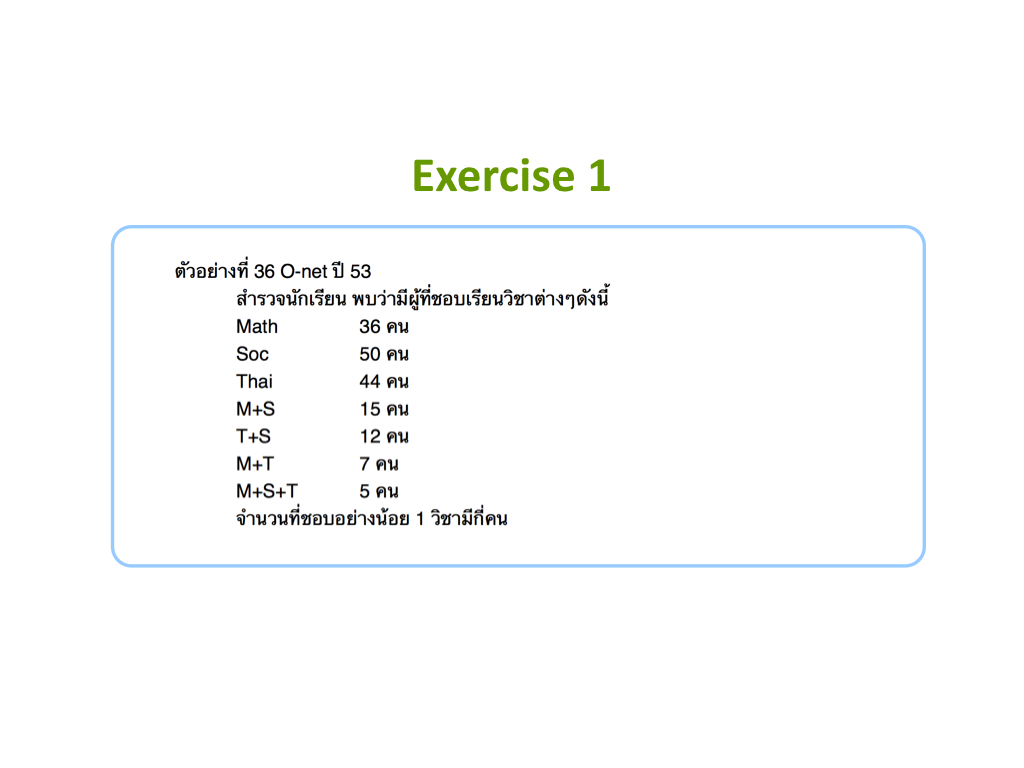 Exercise 1
ตัวอย่างที่ 36 O-net ปี 53
สำรวจนักเรียน พบว่ามีผู้ที่ชอบเรียนวิชาต่างๆดังนี้
Math 36 คน
Soc 50 คน
Thai 44 คน
M+S 15 คน
T+S 12 คน
M+T 7 คน
M+S+T 5 คน
จำนวนที่ชอบอย่างน้อย 1 วิชามีกี่คน